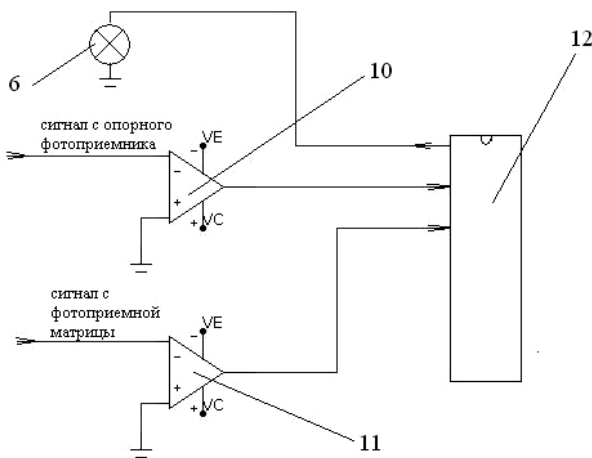 6
10
12
сигнал с опорного
фотоприемника
VE
−
−
+
+
VC
сигнал с
фотоприемной
матрицы
VE
−
−
+
+
VC
11